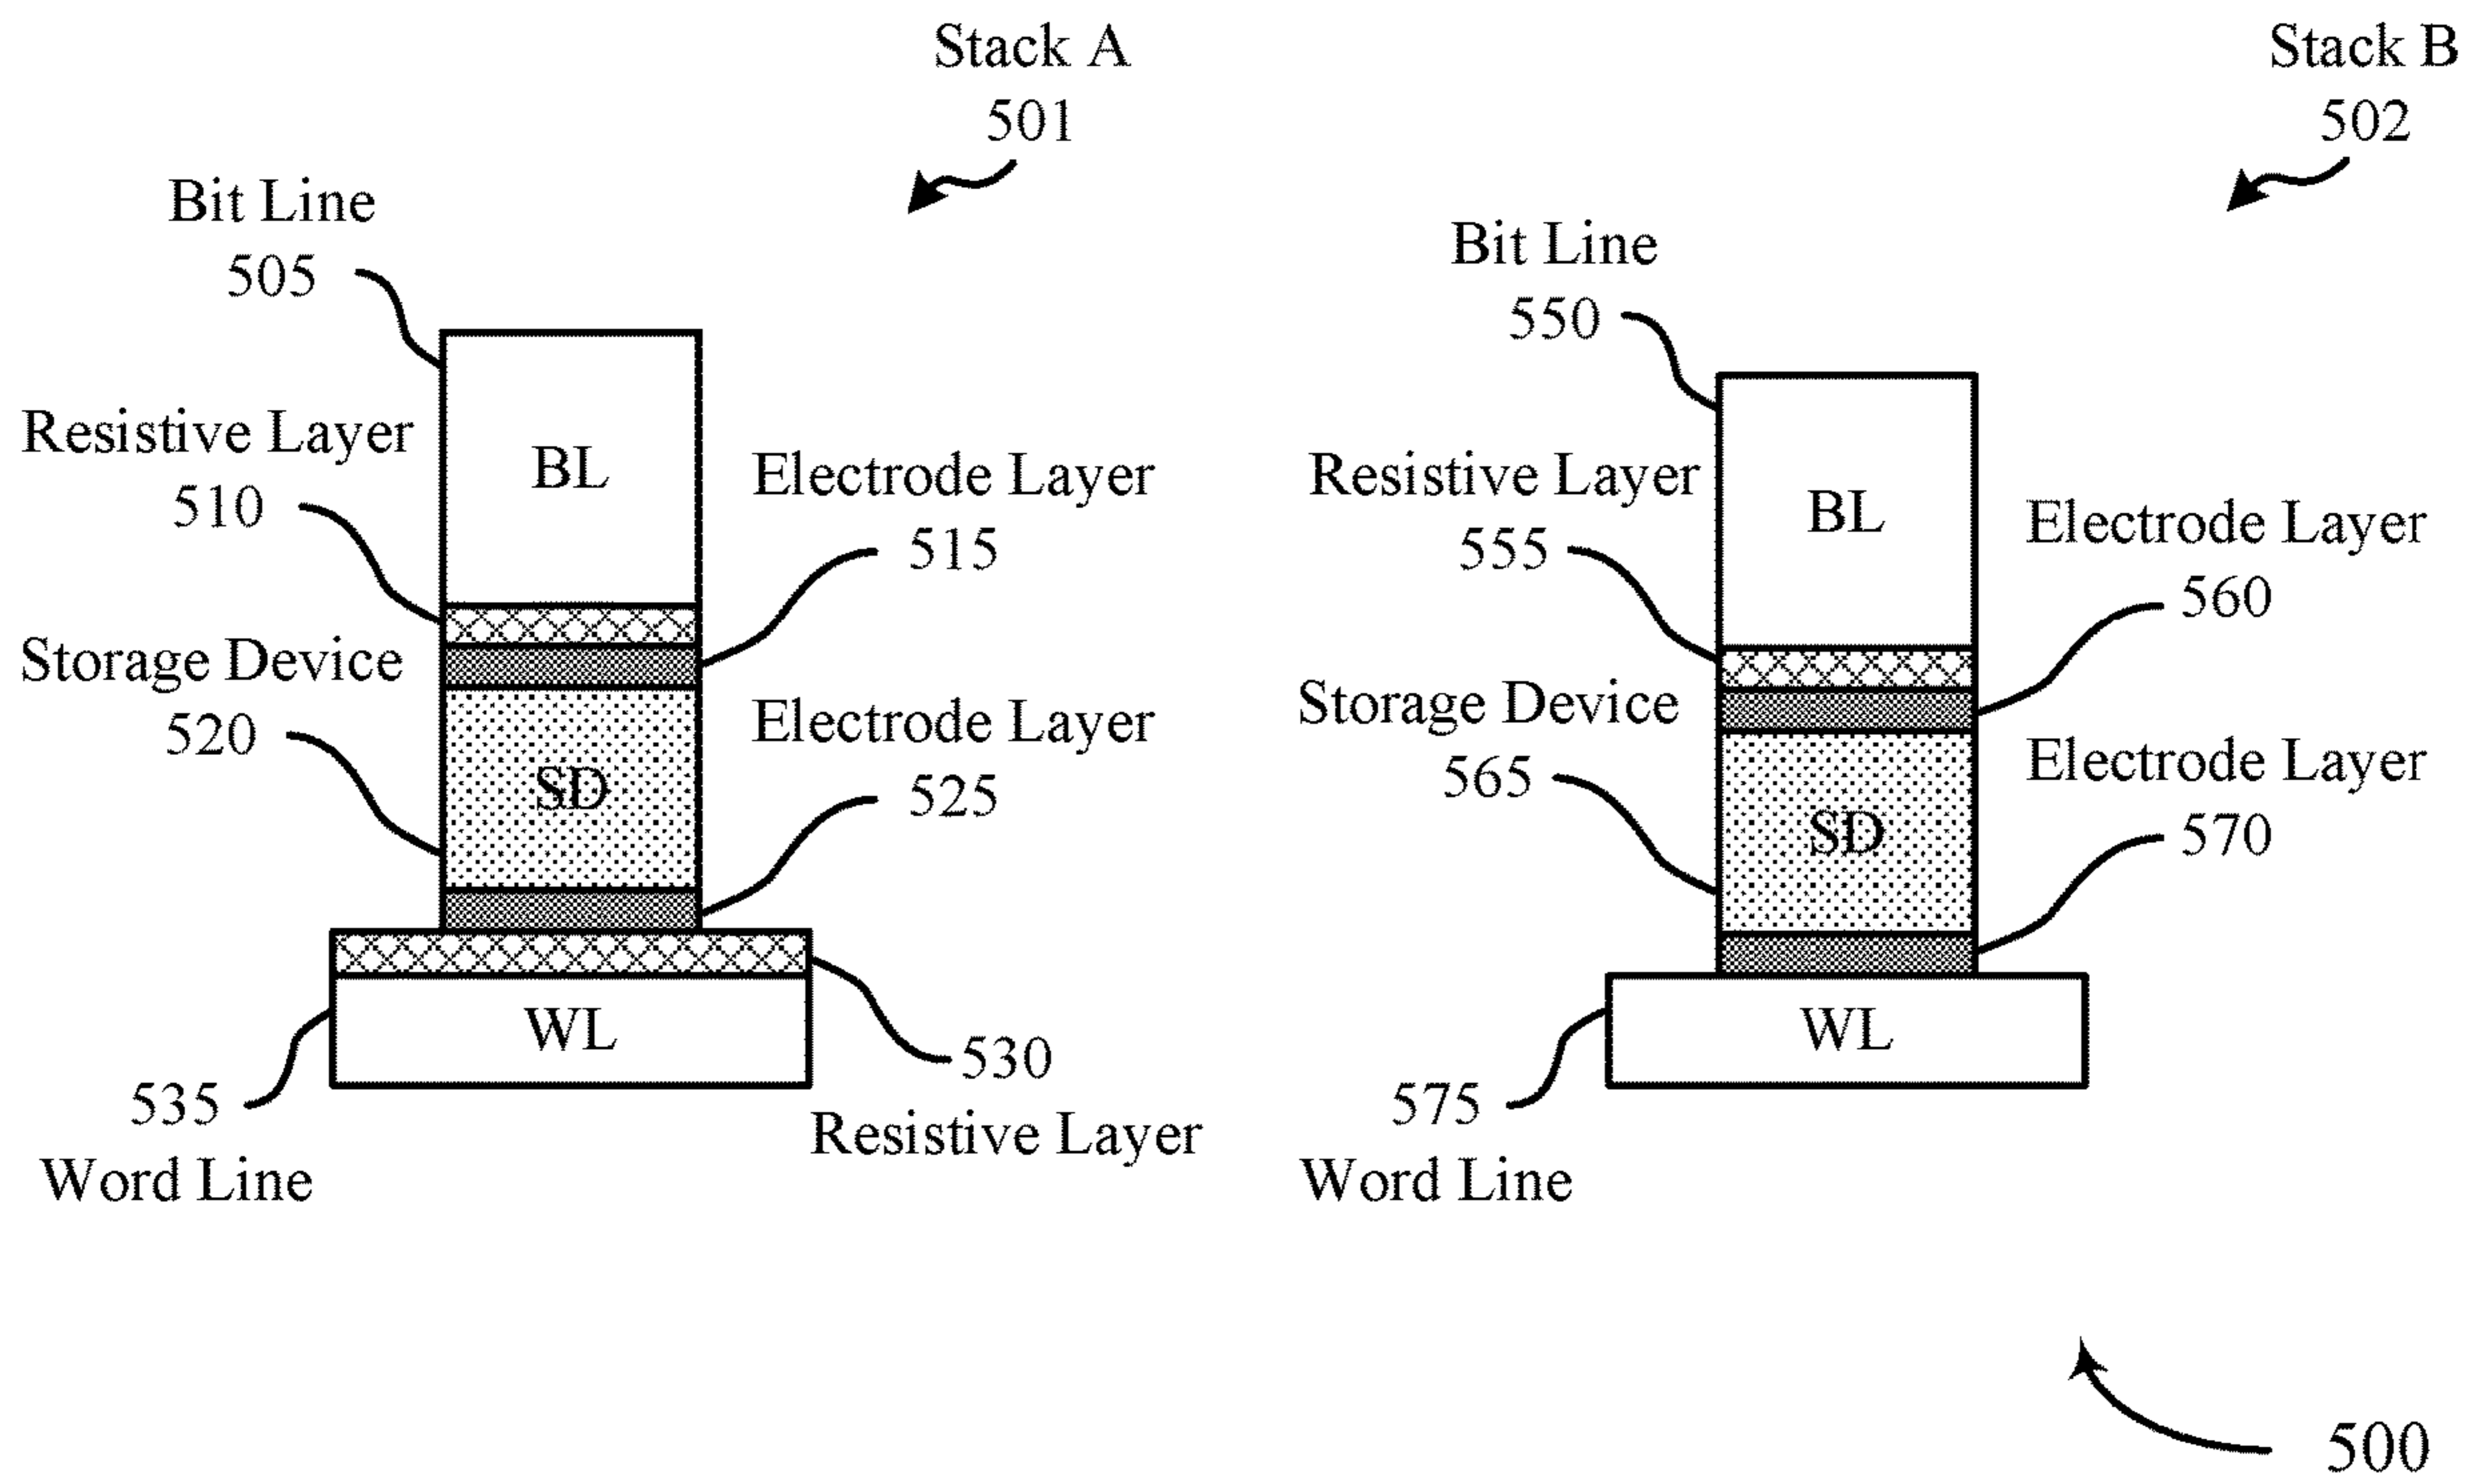 Stack A
501
Bit Line
505
Resistive Layer
510
BL
Electrode Layer
515
Storage Device
520
SD
Electrode Layer
525
WL
530
Resistive Layer
535
Word Line
Stack B
502
Bit Line
550
Resistive Layer
555
BL
Electrode Layer
560
Storage Device
565
SD
Electrode Layer
570
WL
575
Word Line
500